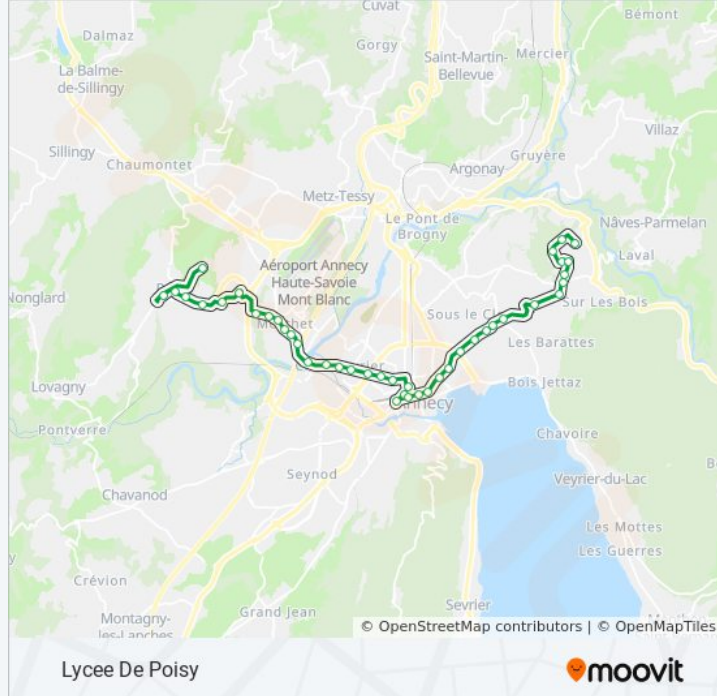 Cuvat
Bémont
Dalmaz
Gorgy
Saint-Martin-
Bellevue
Mercier
La Balme-
de-Sillingy
Sillingy
Chaumontet
Villaz
Gruyère
Argonay
Metz-Tessy
Le Pont de
Brogny
Nâves-Parmelan
Laval
Aéroport Annecy
Haute-Savoie
Mont Blanc
Nonglard
Sur Les Bois
Les Barattes
Lovagny
Bois Jettaz
Annecy
Pontverre
Chavoire
Seynod
Veyrier-du-Lac
Chavanod
Les Mottes
Les Guerres
Crévion
Grand Jean
Sevrier
Montagny-
les-Lanches
© OpenStreetMap contributors | © OpenMapTiles
Lycee De Poisy
moovit